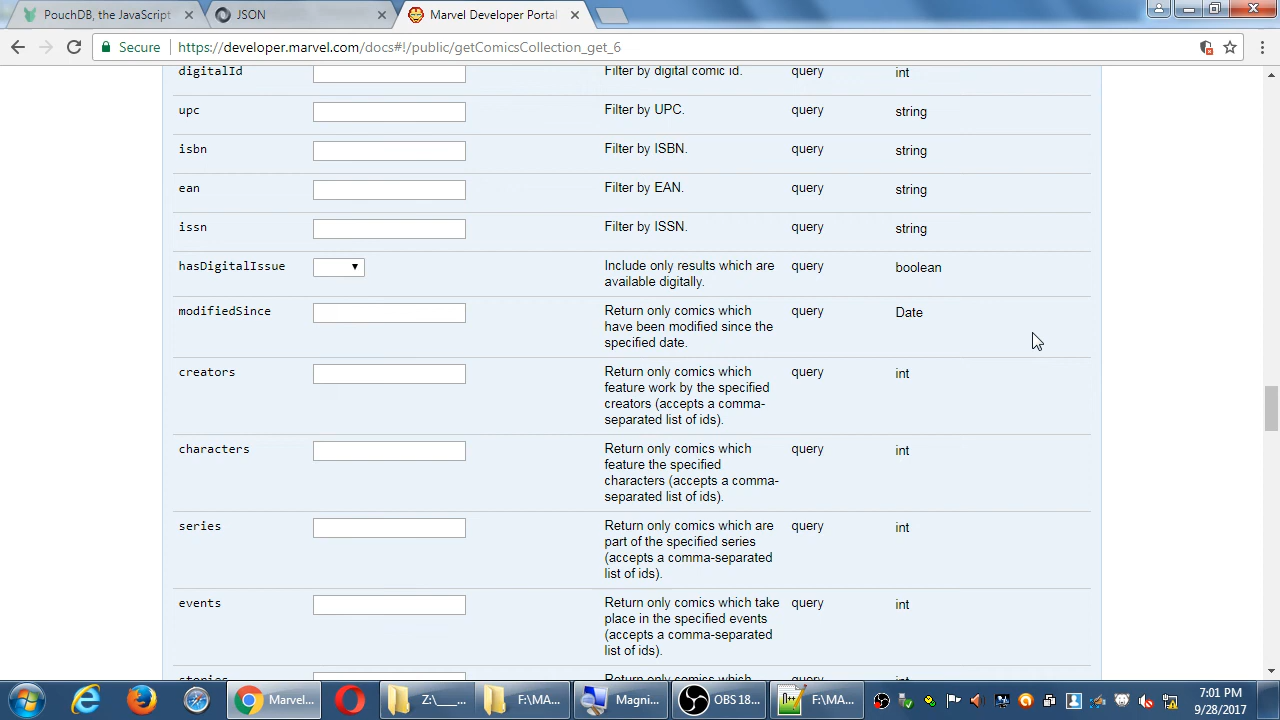 PouchDB, the JavaScript
JSON
Marvel Developer Portal
Secure https://developer.marvel.com/docs#!/public/getComicsCollection_get_6
digitalId Filter by digital comic id. query int
upc Filter by UPC. query string
isbn Filter by ISBN. query string
ean Filter by EAN. query string
issn Filter by ISSN. query string
hasDigitalIssue Include only results which are query boolean
available digitally.
modifiedSince Return only comics which query Date
have been modified since the
specified date.
creators Return only comics which query int
feature work by the specified
creators (accepts a comma-
separated list of ids).
characters Return only comics which query int
feature the specified
characters (accepts a comma-
separated list of ids).
series Return only comics which are query int
part of the specified series
(accepts a comma-separated
list of ids).
events Return only comics which take query int
place in the specified events
(accepts a comma-separated
list of ids).
stories Return only comics which query int
Marvel... Z:\___... F:\MA... Magni... OBS 18... F:\MA... 7:01 PM
9/28/2017